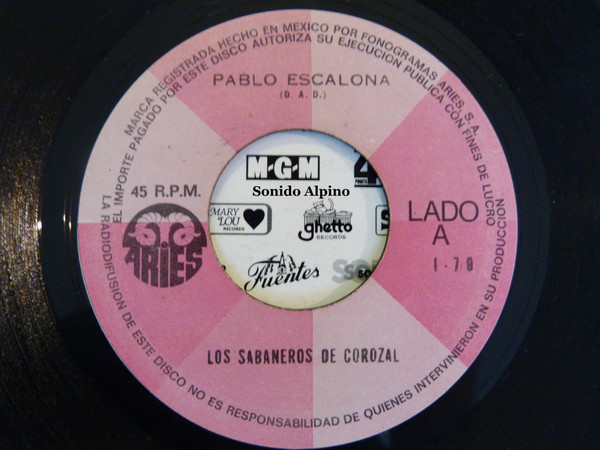 MARCA REGISTRADA HECHO EN MEXICO POR FONOGRAMAS ARIES, S. A.
EL IMPORTE PAGADO POR ESTE DISCO AUTORIZA SU EJECUCION PUBLICA CON FINES DE LUCRO
LA RADIODIFUSION DE ESTE DISCO NO ES RESPONSABILIDAD DE QUIENES INTERVINIERON EN SU PRODUCCION
PABLO ESCALONA
(D. A. D.)
45 R.P.M.
ARIES
LADO
A
M-G-M
4
Sonido Alpino
MARY
LOU
RECORDS
ghetto
RECORDS
Fuentes
LOS SABANEROS DE COROZAL